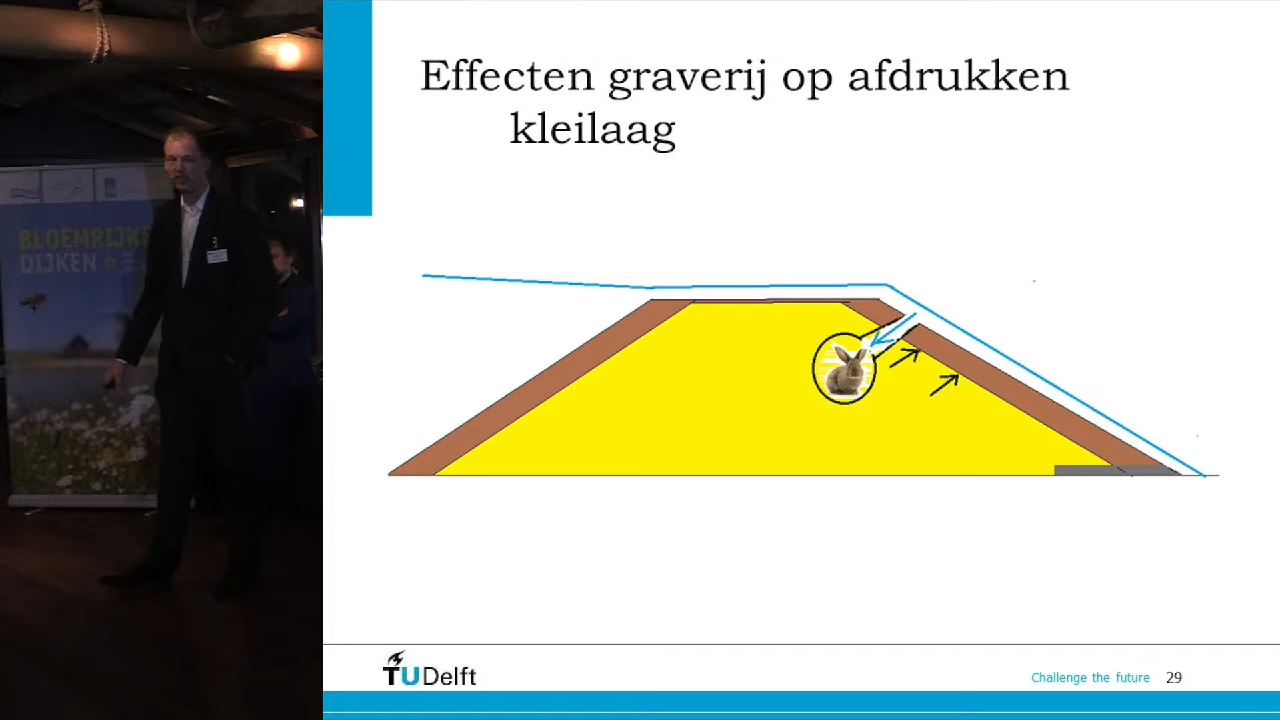 Effecten graverij op afdrukken
kleilaag
BLOEMRIJKE
DIJKEN
TUDelft
Challenge the future 29